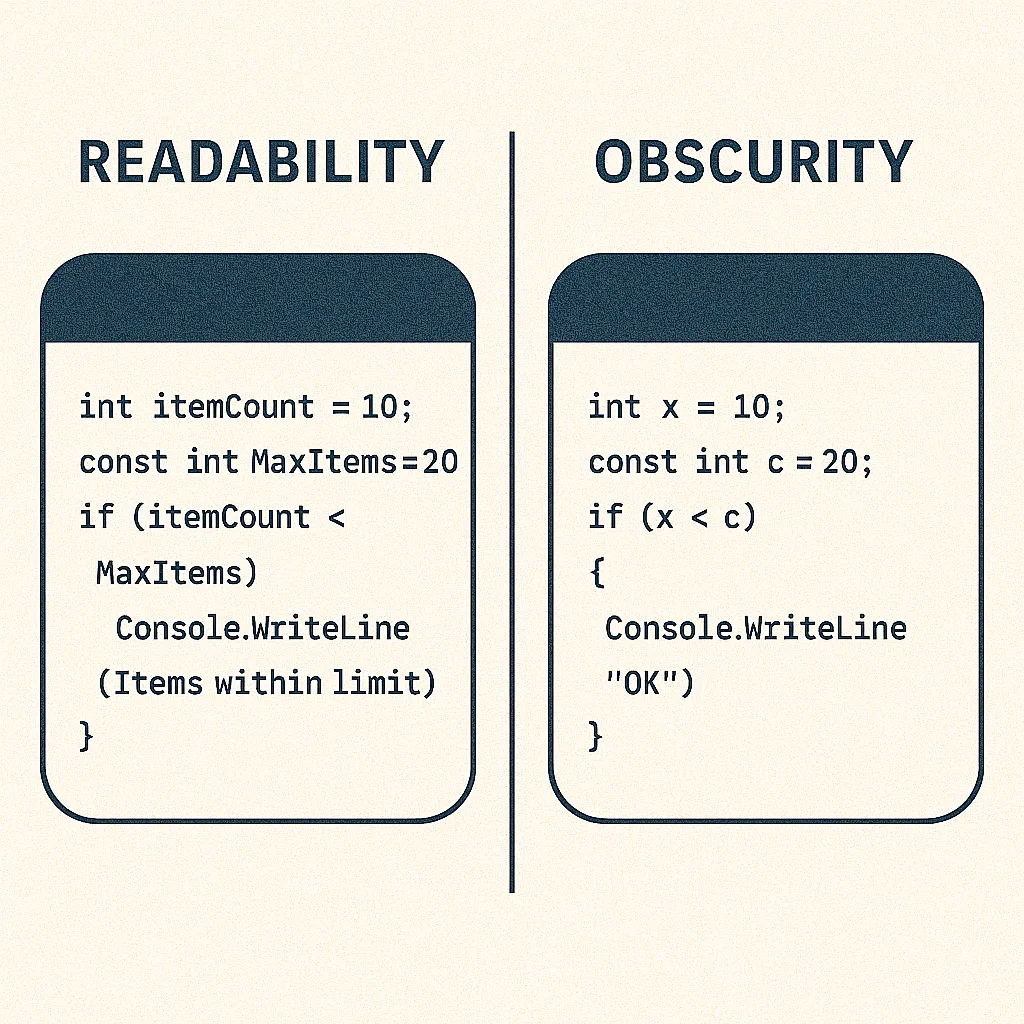 READABILITY
int itemCount = 10;
const int MaxItems=20
if (itemCount <
MaxItems)
Console.WriteLine
(Items within limit)
}
OBSCURITY
int x = 10;
const int c = 20;
if (x < c)
{
Console.WriteLine
"OK")
}